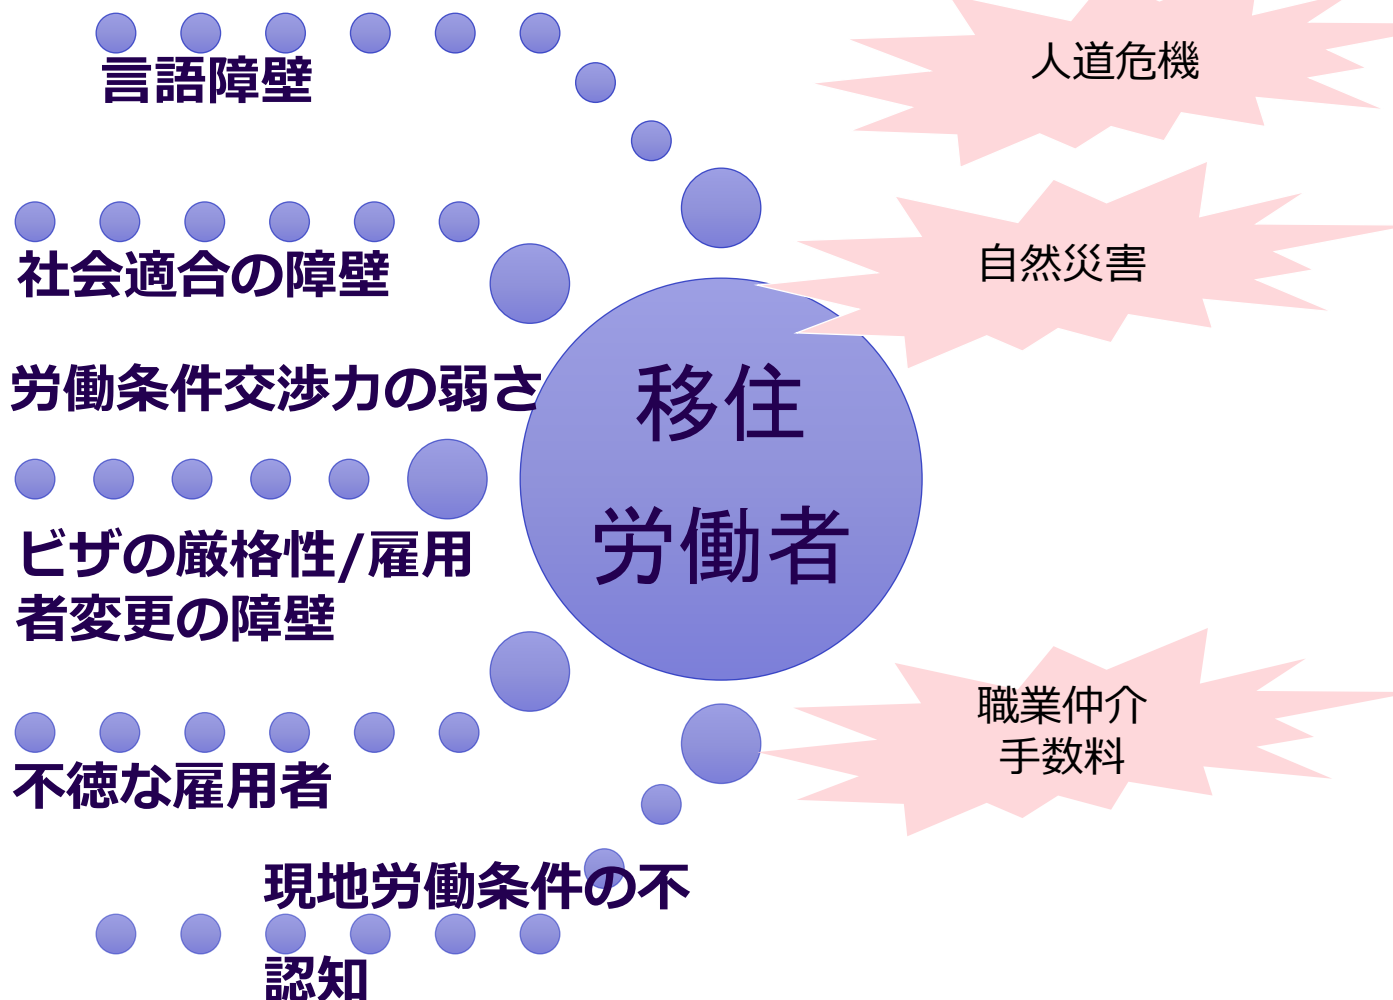 言語障壁
社会適合の障壁
労働条件交渉力の弱さ
ビザの厳格性/雇用
者変更の障壁
不徳な雇用者
現地労働条件の不
認知
移住
労働者
人道危機
自然災害
職業仲介
手数料